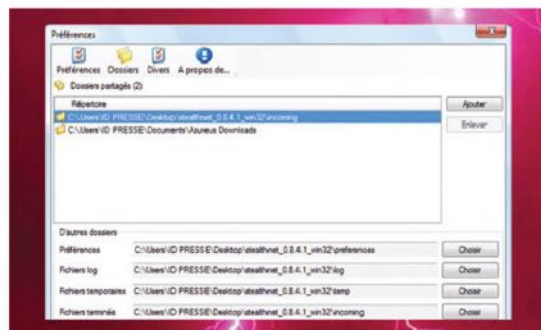 Préférences
Préférences Dossiers Divers A propos de...
Dossiers partagés (2)
Répertoire
C:\Users\ID PRESSE\Desktop\stealthnet_0.8.4.1_win32\incoming
C:\Users\ID PRESSE\Documents\Azureus Downloads
Ajouter
Enlever
D'autres dossiers
Préférences C:\Users\ID PRESSE\Desktop\stealthnet_0.8.4.1_win32\preferences Choisir
Fichiers log C:\Users\ID PRESSE\Desktop\stealthnet_0.8.4.1_win32\log Choisir
Fichiers temporaires C:\Users\ID PRESSE\Desktop\stealthnet_0.8.4.1_win32\temp Choisir
Fichiers terminés C:\Users\ID PRESSE\Desktop\stealthnet_0.8.4.1_win32\incoming Choisir